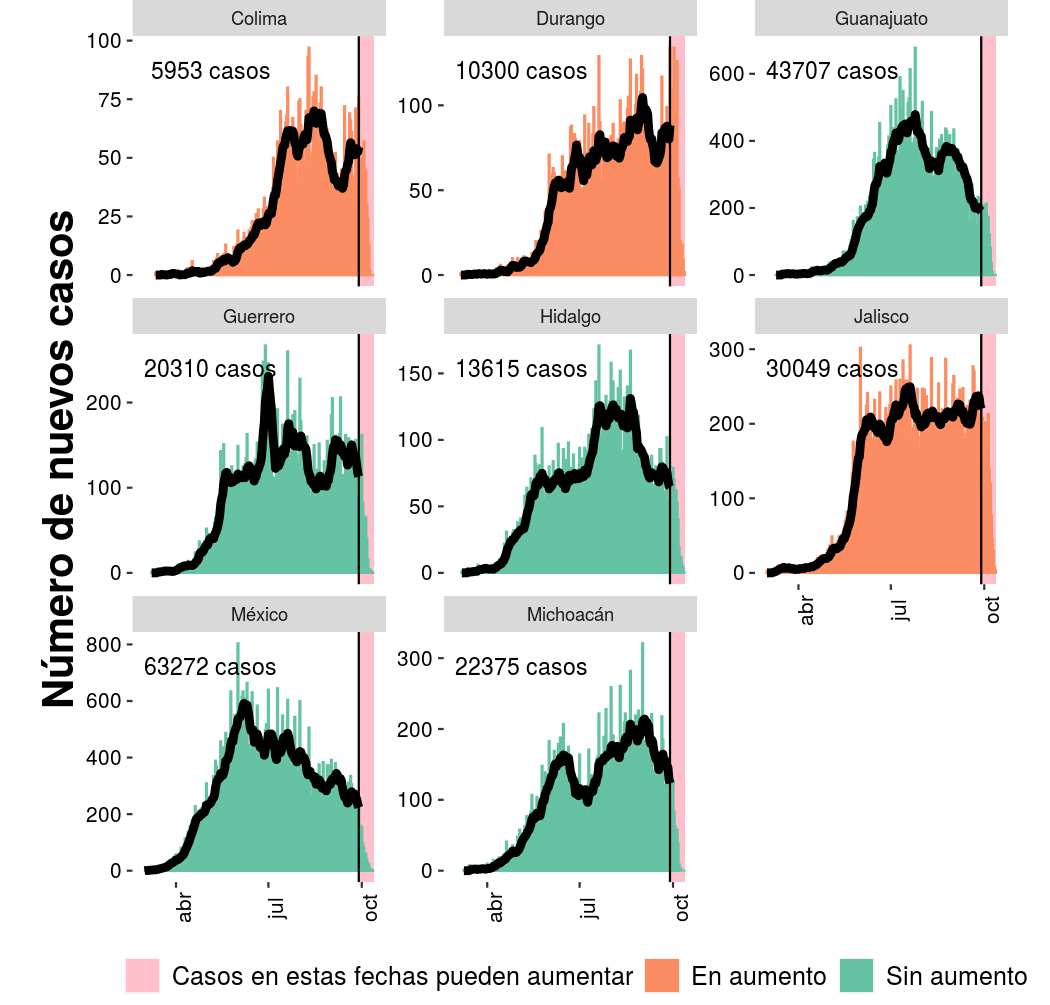 Número de nuevos casos
Colima
Durango
Guanajuato
100
75
50
25
0
5953 casos
100
50
0
10300 casos
600
400
200
0
43707 casos
Guerrero
Hidalgo
Jalisco
200
100
0
20310 casos
150
100
50
0
13615 casos
300
200
100
0
30049 casos
abr
jul
oct
México
Michoacán
800
600
400
200
0
63272 casos
300
200
100
0
22375 casos
abr
jul
oct
abr
jul
oct
Casos en estas fechas pueden aumentar
En aumento
Sin aumento